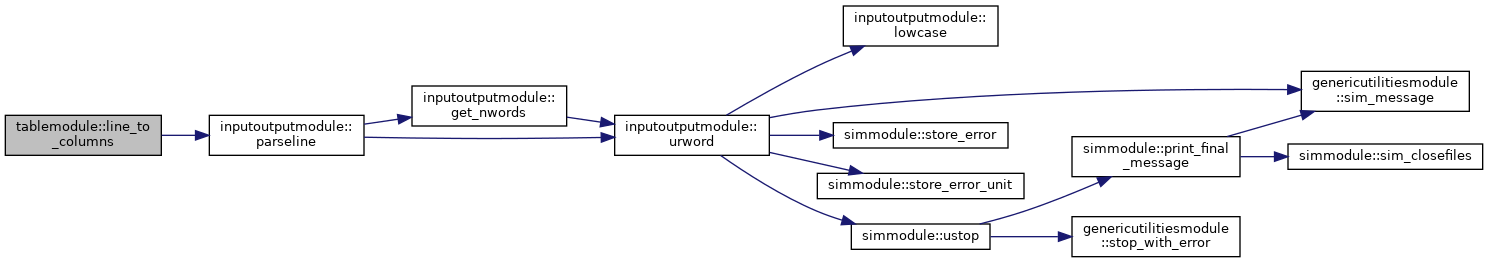 tablemodule::line_to
_columns
inputoutputmodule::
parseline
inputoutputmodule::
get_nwords
inputoutputmodule::
urword
inputoutputmodule::
lowcase
genericutilitiesmodule
::sim_message
simmodule::store_error
simmodule::store_error_unit
simmodule::ustop
simmodule::print_final
_message
simmodule::sim_closefiles
genericutilitiesmodule
::stop_with_error